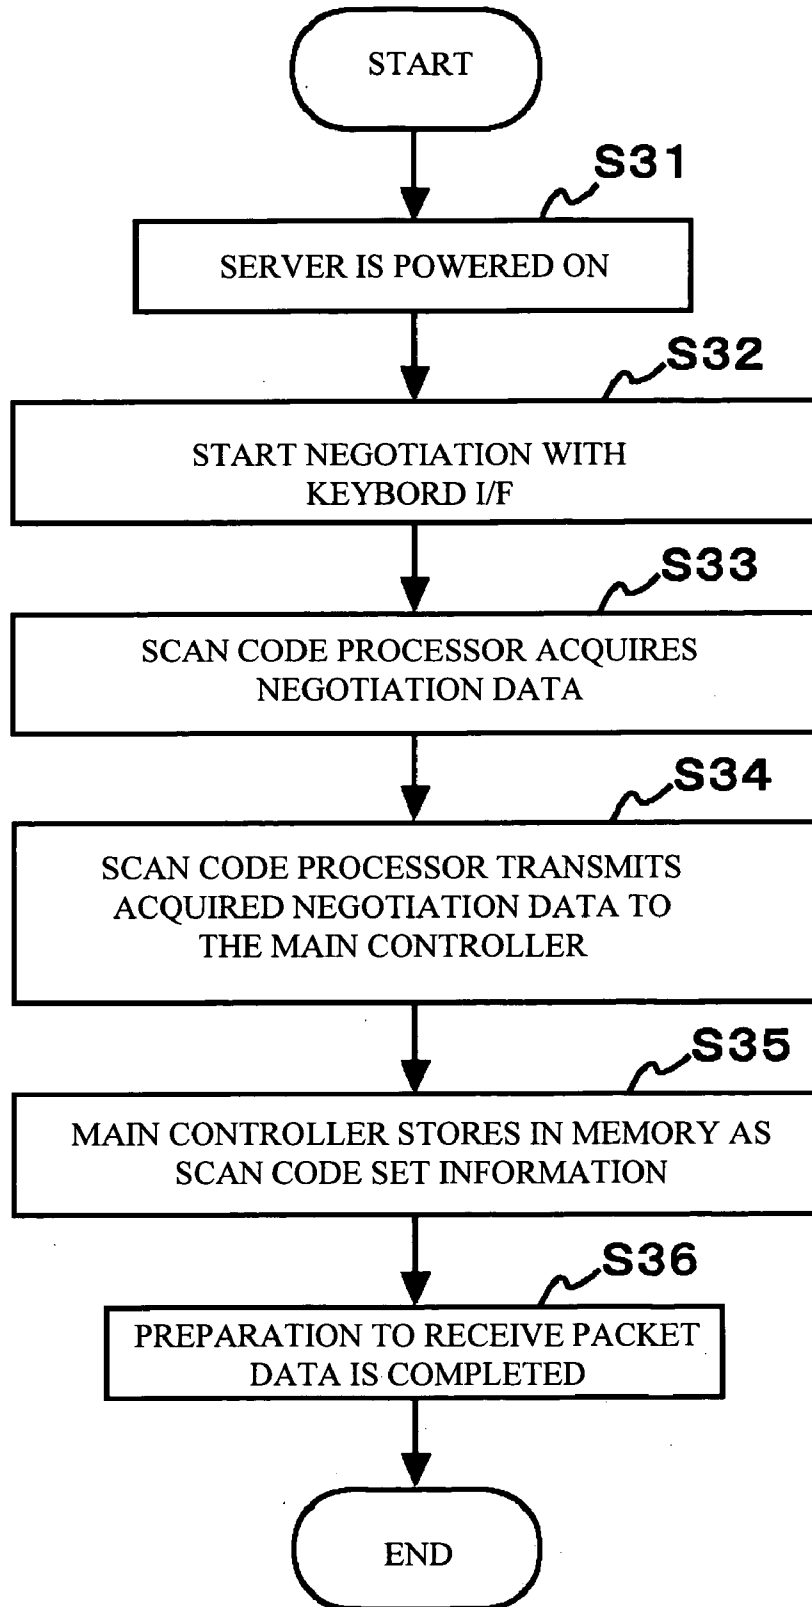 START
S31
SERVER IS POWERED ON
S32
START NEGOTIATION WITH
KEYBORD I/F
S33
SCAN CODE PROCESSOR ACQUIRES
NEGOTIATION DATA
S34
SCAN CODE PROCESSOR TRANSMITS
ACQUIRED NEGOTIATION DATA TO
THE MAIN CONTROLLER
S35
MAIN CONTROLLER STORES IN MEMORY AS
SCAN CODE SET INFORMATION
S36
PREPARATION TO RECEIVE PACKET
DATA IS COMPLETED
END